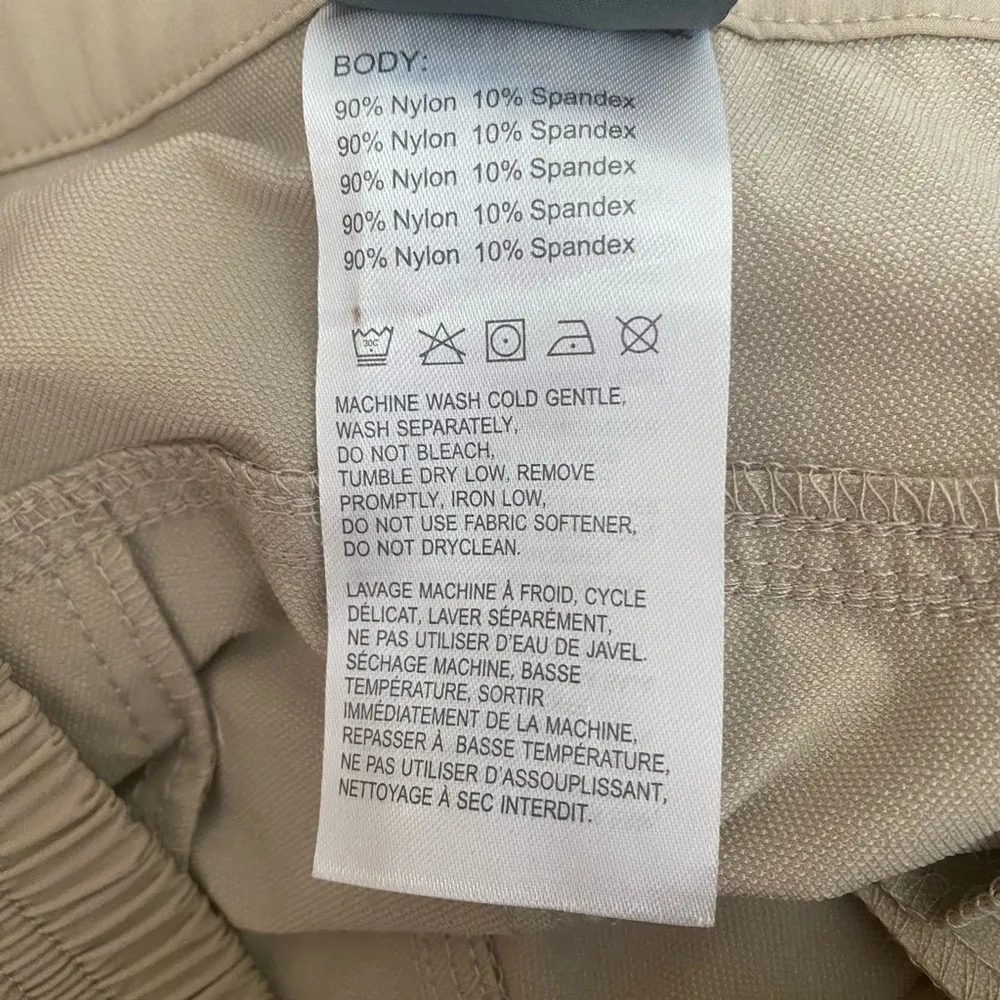 BODY:
90% Nylon 10% Spandex
90% Nylon 10% Spandex
90% Nylon 10% Spandex
90% Nylon 10% Spandex
90% Nylon 10% Spandex
30C
MACHINE WASH COLD GENTLE,
WASH SEPARATELY,
DO NOT BLEACH,
TUMBLE DRY LOW, REMOVE
PROMPTLY, IRON LOW,
DO NOT USE FABRIC SOFTENER,
DO NOT DRYCLEAN.
LAVAGE MACHINE À FROID, CYCLE
DÉLICAT, LAVER SÉPARÉMENT,
NE PAS UTILISER D'EAU DE JAVEL.
SÉCHAGE MACHINE, BASSE
TEMPÉRATURE, SORTIR
IMMÉDIATEMENT DE LA MACHINE,
REPASSER À BASSE TEMPÉRATURE,
NE PAS UTILISER D'ASSOUPLISSANT,
NETTOYAGE À SEC INTERDIT.